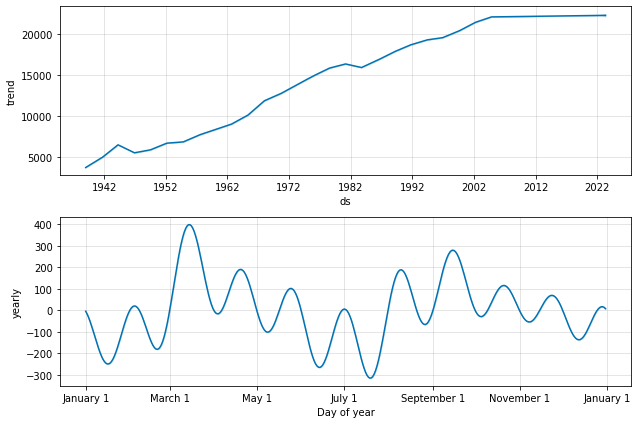 20000
15000
10000
5000
trend
1942 1952 1962 1972 1982 1992 2002 2012 2022
ds
400
300
200
100
0
−100
−200
−300
yearly
January 1 March 1 May 1 July 1 September 1 November 1 January 1
Day of year